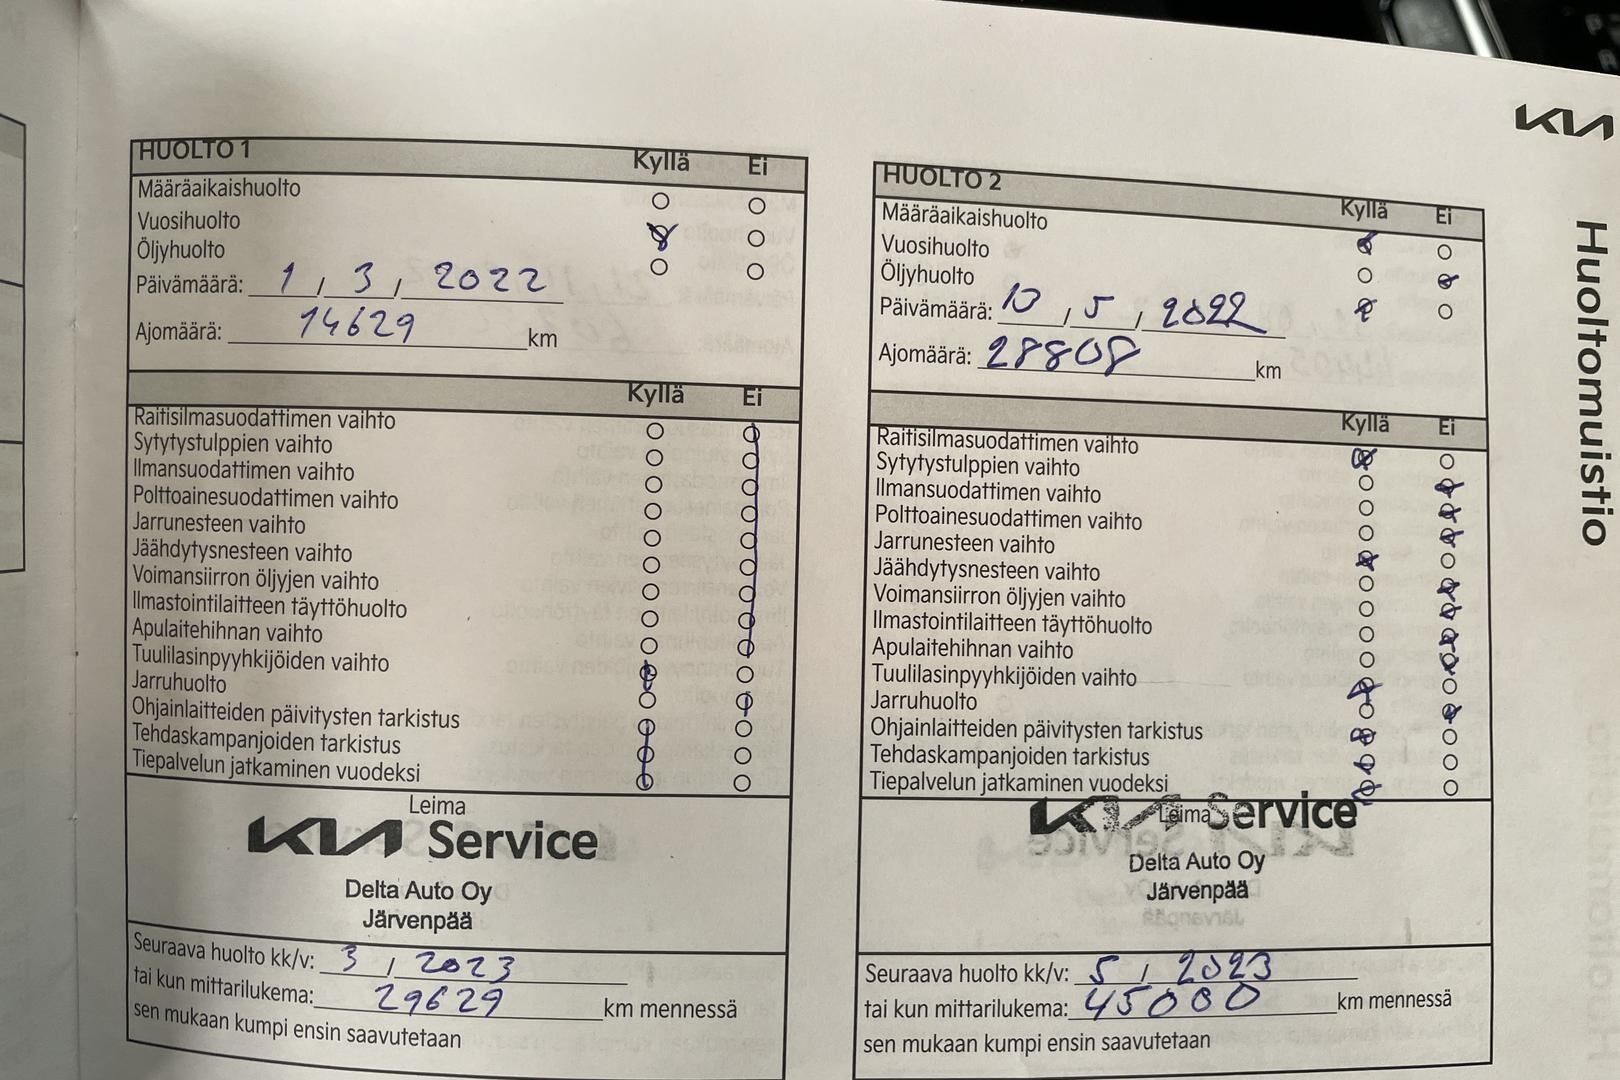 KIA
Huoltomuistio
HUOLTO 1 Kyllä Ei
Määräaikaishuolto
Vuosihuolto
Öljyhuolto
Päivämäärä: 1 / 3 / 2022
Ajomäärä: 14629 km
Kyllä Ei
Raitisilmasuodattimen vaihto
Sytytystulppien vaihto
Ilmansuodattimen vaihto
Polttoainesuodattimen vaihto
Jarrunesteen vaihto
Jäähdytysnesteen vaihto
Voimansiirron öljyjen vaihto
Ilmastointilaitteen täyttöhuolto
Apulaitehihnan vaihto
Tuulilasinpyyhkijöiden vaihto
Jarruhuolto
Ohjainlaitteiden päivitysten tarkistus
Tehdaskampanjoiden tarkistus
Tiepalvelun jatkaminen vuodeksi
Leima
KIA Service
Delta Auto Oy
Järvenpää
Seuraava huolto kk/v: 3 / 2023
tai kun mittarilukema: 29629 km mennessä
sen mukaan kumpi ensin saavutetaan
HUOLTO 2 Kyllä Ei
Määräaikaishuolto
Vuosihuolto
Öljyhuolto
Päivämäärä: 10 / 5 / 2022
Ajomäärä: 28808 km
Kyllä Ei
Raitisilmasuodattimen vaihto
Sytytystulppien vaihto
Ilmansuodattimen vaihto
Polttoainesuodattimen vaihto
Jarrunesteen vaihto
Jäähdytysnesteen vaihto
Voimansiirron öljyjen vaihto
Ilmastointilaitteen täyttöhuolto
Apulaitehihnan vaihto
Tuulilasinpyyhkijöiden vaihto
Jarruhuolto
Ohjainlaitteiden päivitysten tarkistus
Tehdaskampanjoiden tarkistus
Tiepalvelun jatkaminen vuodeksi
Leima
KIA Service
Delta Auto Oy
Järvenpää
Seuraava huolto kk/v: 5 / 2023
tai kun mittarilukema: 45000 km mennessä
sen mukaan kumpi ensin saavutetaan